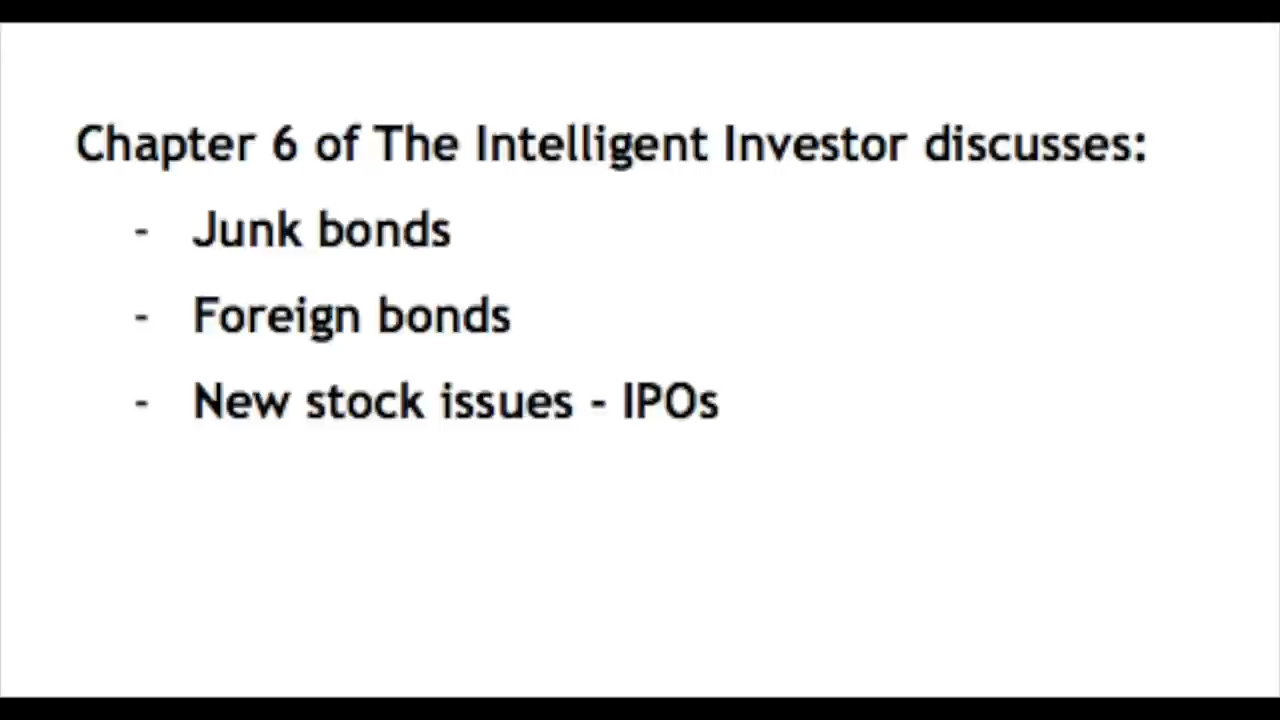 Chapter 6 of The Intelligent Investor discusses:
- Junk bonds
- Foreign bonds
- New stock issues - IPOs